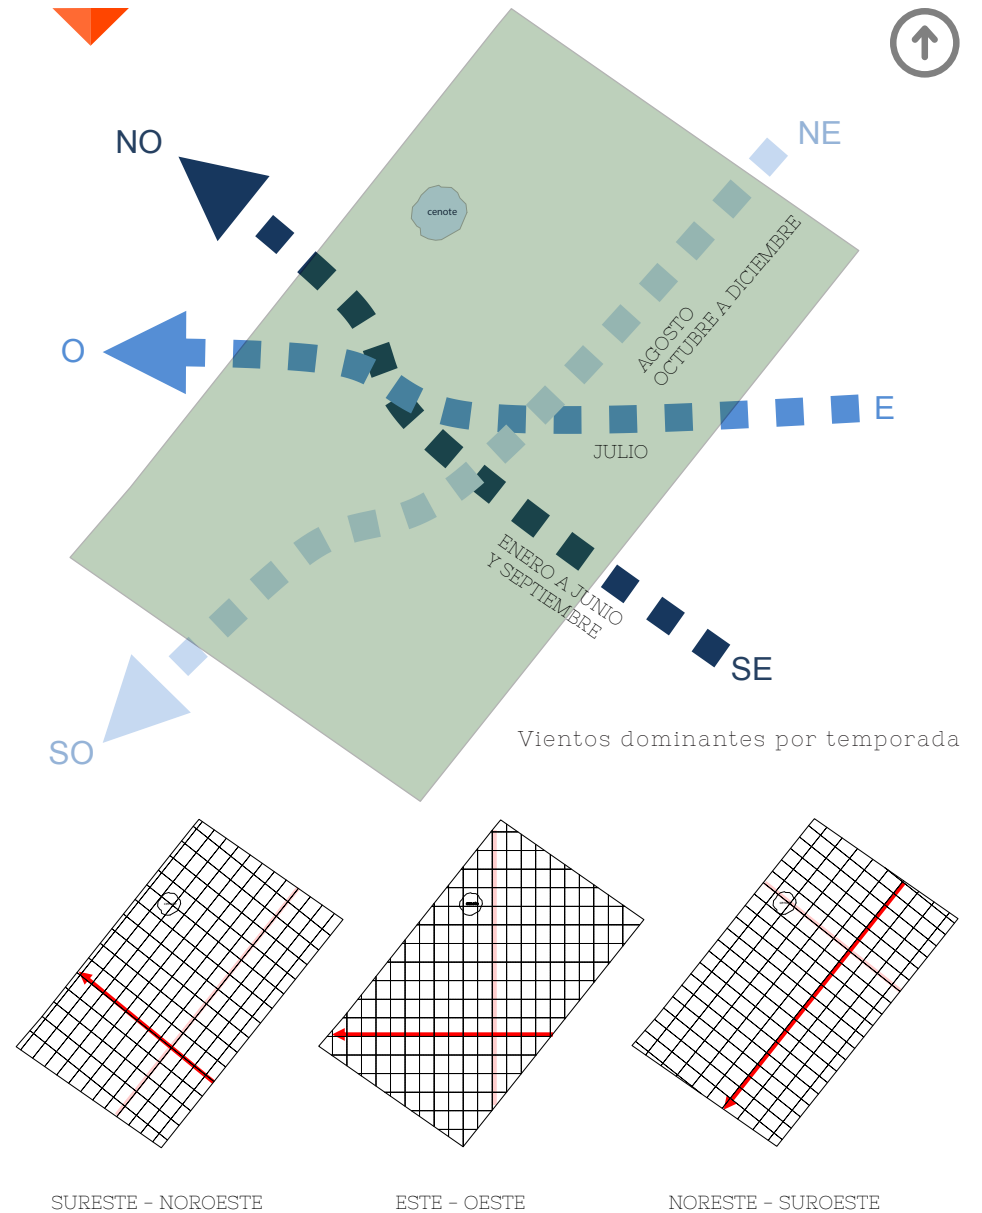 NO
NE
cenote
AGOSTO
OCTUBRE A DICIEMBRE
O
E
JULIO
ENERO A JUNIO
Y SEPTIEMBRE
SE
SO
Vientos dominantes por temporada
SURESTE - NOROESTE
ESTE - OESTE
NORESTE - SUROESTE